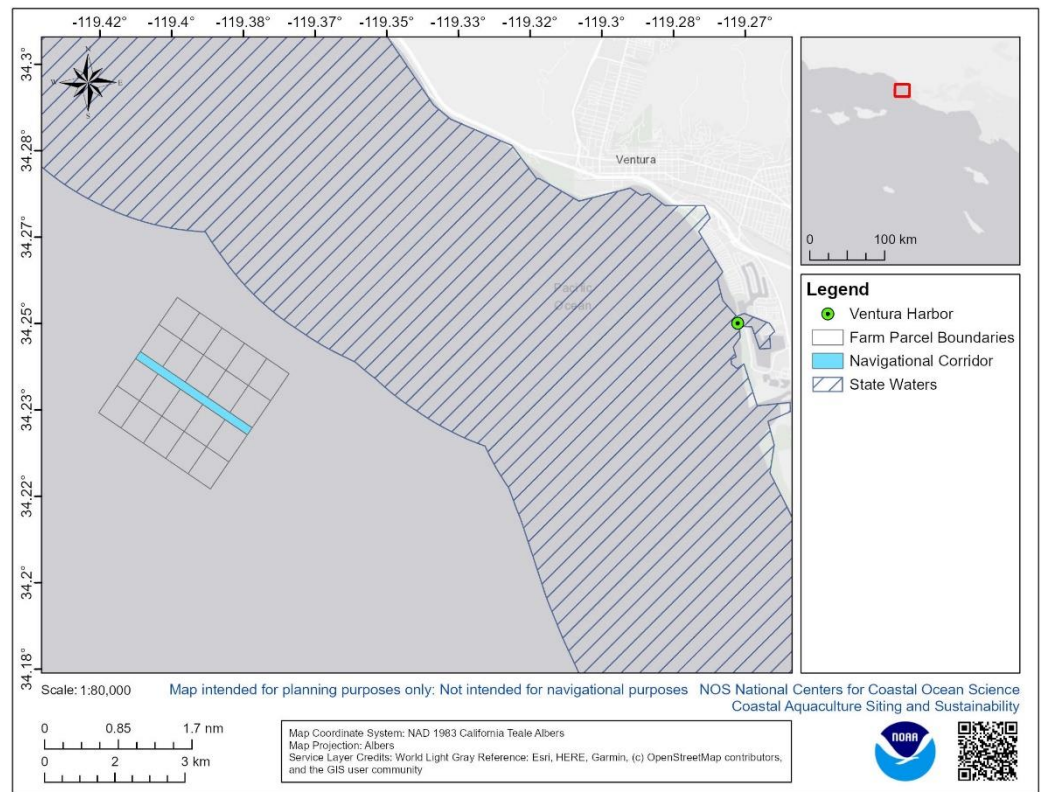 -119.42° -119.4° -119.38° -119.37° -119.35° -119.33° -119.32° -119.3° -119.28° -119.27°
34.3°
34.28°
34.27°
34.25°
34.23°
34.22°
34.2°
34.18°
N
W E
S
Ventura
Pacific
Ocean
0 100 km
Legend
Ventura Harbor
Farm Parcel Boundaries
Navigational Corridor
State Waters
Scale: 1:80,000
Map intended for planning purposes only: Not intended for navigational purposes
NOS National Centers for Coastal Ocean Science
Coastal Aquaculture Siting and Sustainability
0 0.85 1.7 nm
0 2 3 km
Map Coordinate System: NAD 1983 California Teale Albers
Map Projection: Albers
Service Layer Credits: World Light Gray Reference: Esri, HERE, Garmin, (c) OpenStreetMap contributors,
and the GIS user community
NOAA